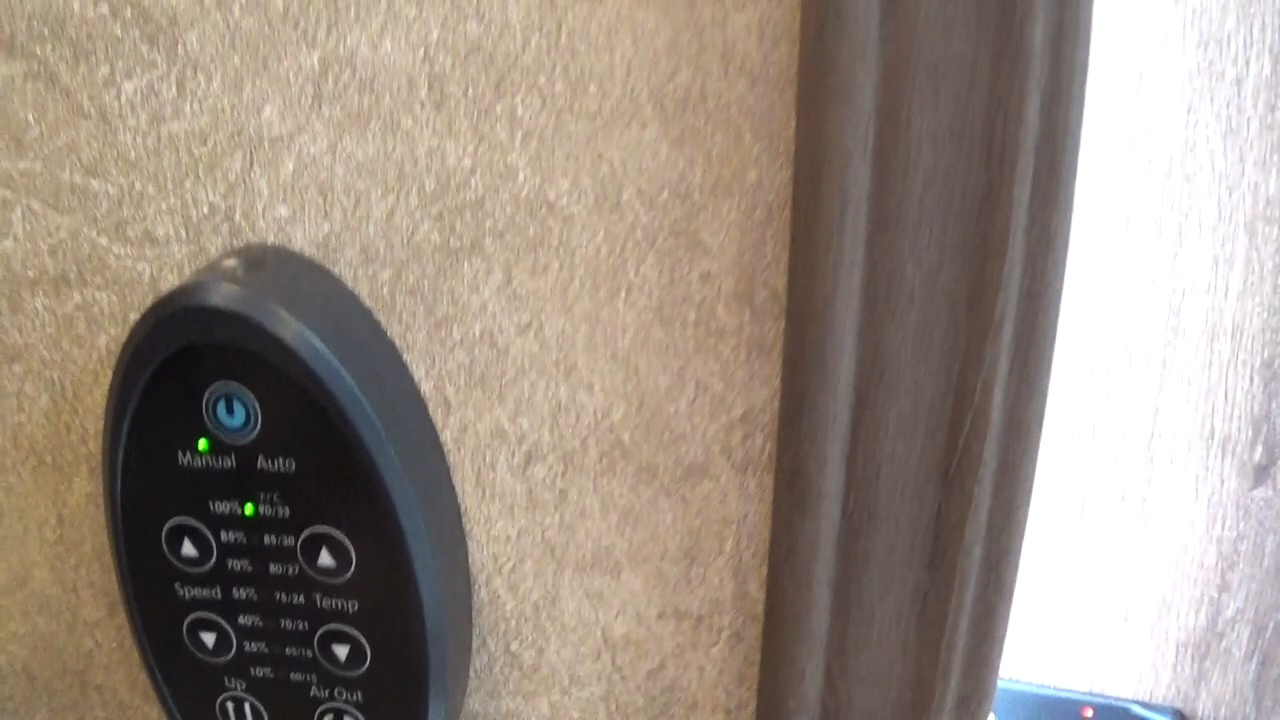 Manual Auto
F/C
100% 90/32
85% 85/30
70% 80/27
Speed 55% 75/24 Temp
40% 70/21
25% 65/18
10% 60/15
Up Air Out